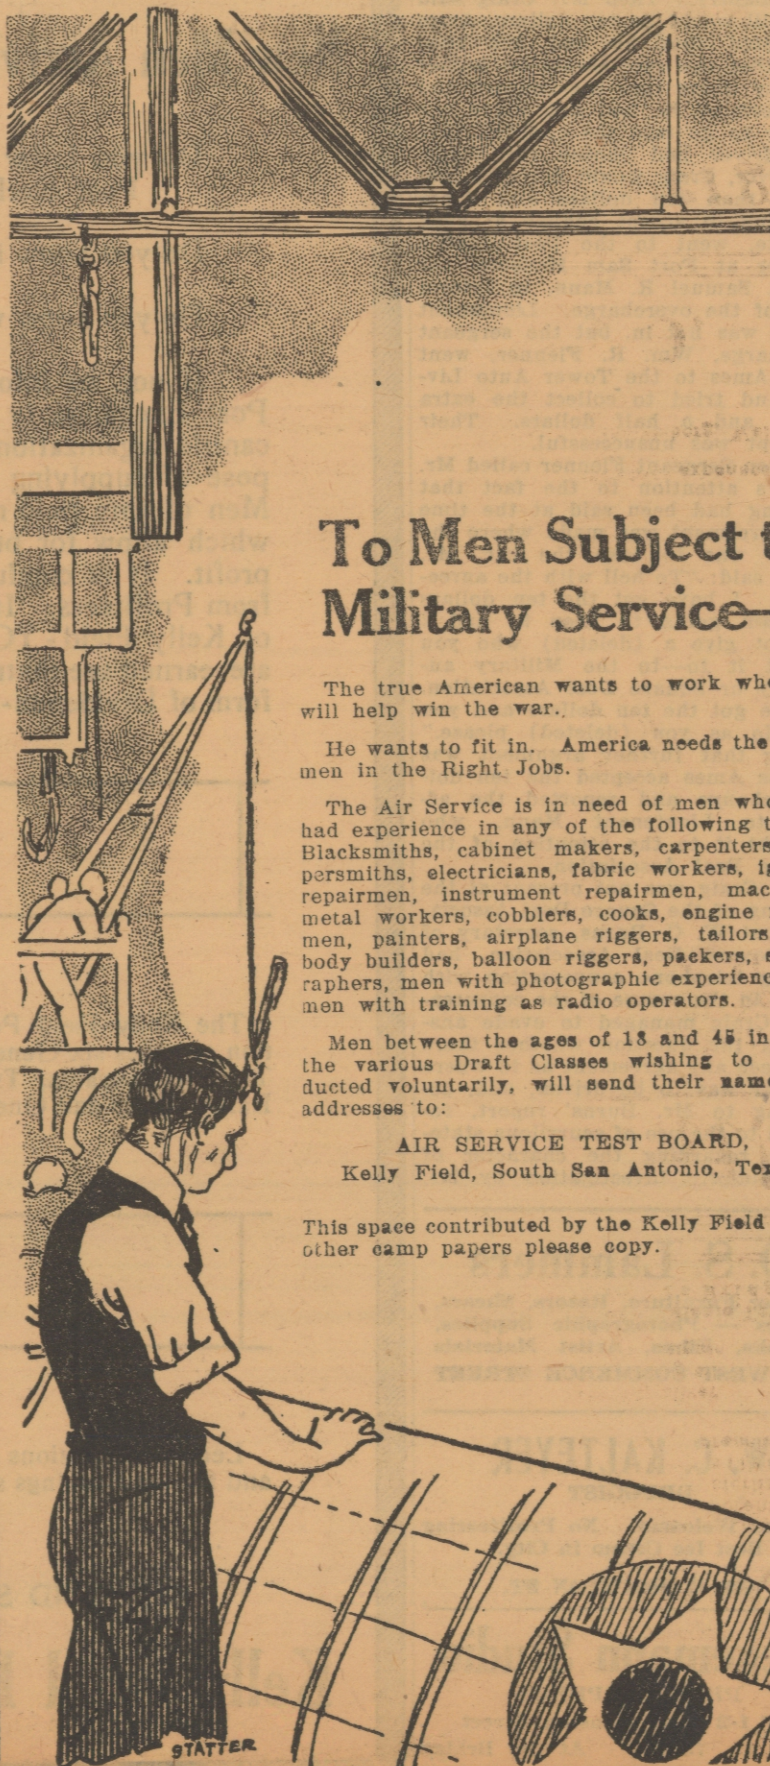 To Men Subject t
Military Service—
The true American wants to work whe
will help win the war.
He wants to fit in. America needs the
men in the Right Jobs.
The Air Service is in need of men who
had experience in any of the following t
Blacksmiths, cabinet makers, carpenters
persmiths, electricians, fabric workers, ig
repairmen, instrument repairmen, mac
metal workers, cobblers, cooks, engine
men, painters, airplane riggers, tailors
body builders, balloon riggers, packers, s
raphers, men with photographic experienc
men with training as radio operators.
Men between the ages of 18 and 45 in
the various Draft Classes wishing to
ducted voluntarily, will send their name
addresses to:
AIR SERVICE TEST BOARD,
Kelly Field, South San Antonio, Tex
This space contributed by the Kelly Field
other camp papers please copy.
STATTER